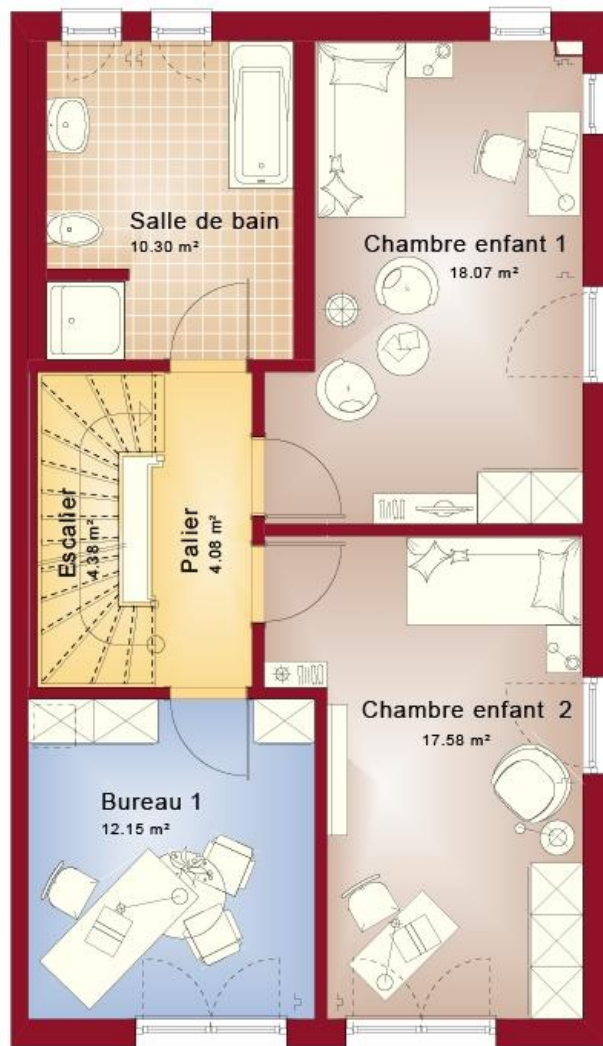 Salle de bain
10.30 m²
Chambre enfant 1
18.07 m²
Escalier
4.38 m²
Palier
4.08 m²
Chambre enfant 2
17.58 m²
Bureau 1
12.15 m²